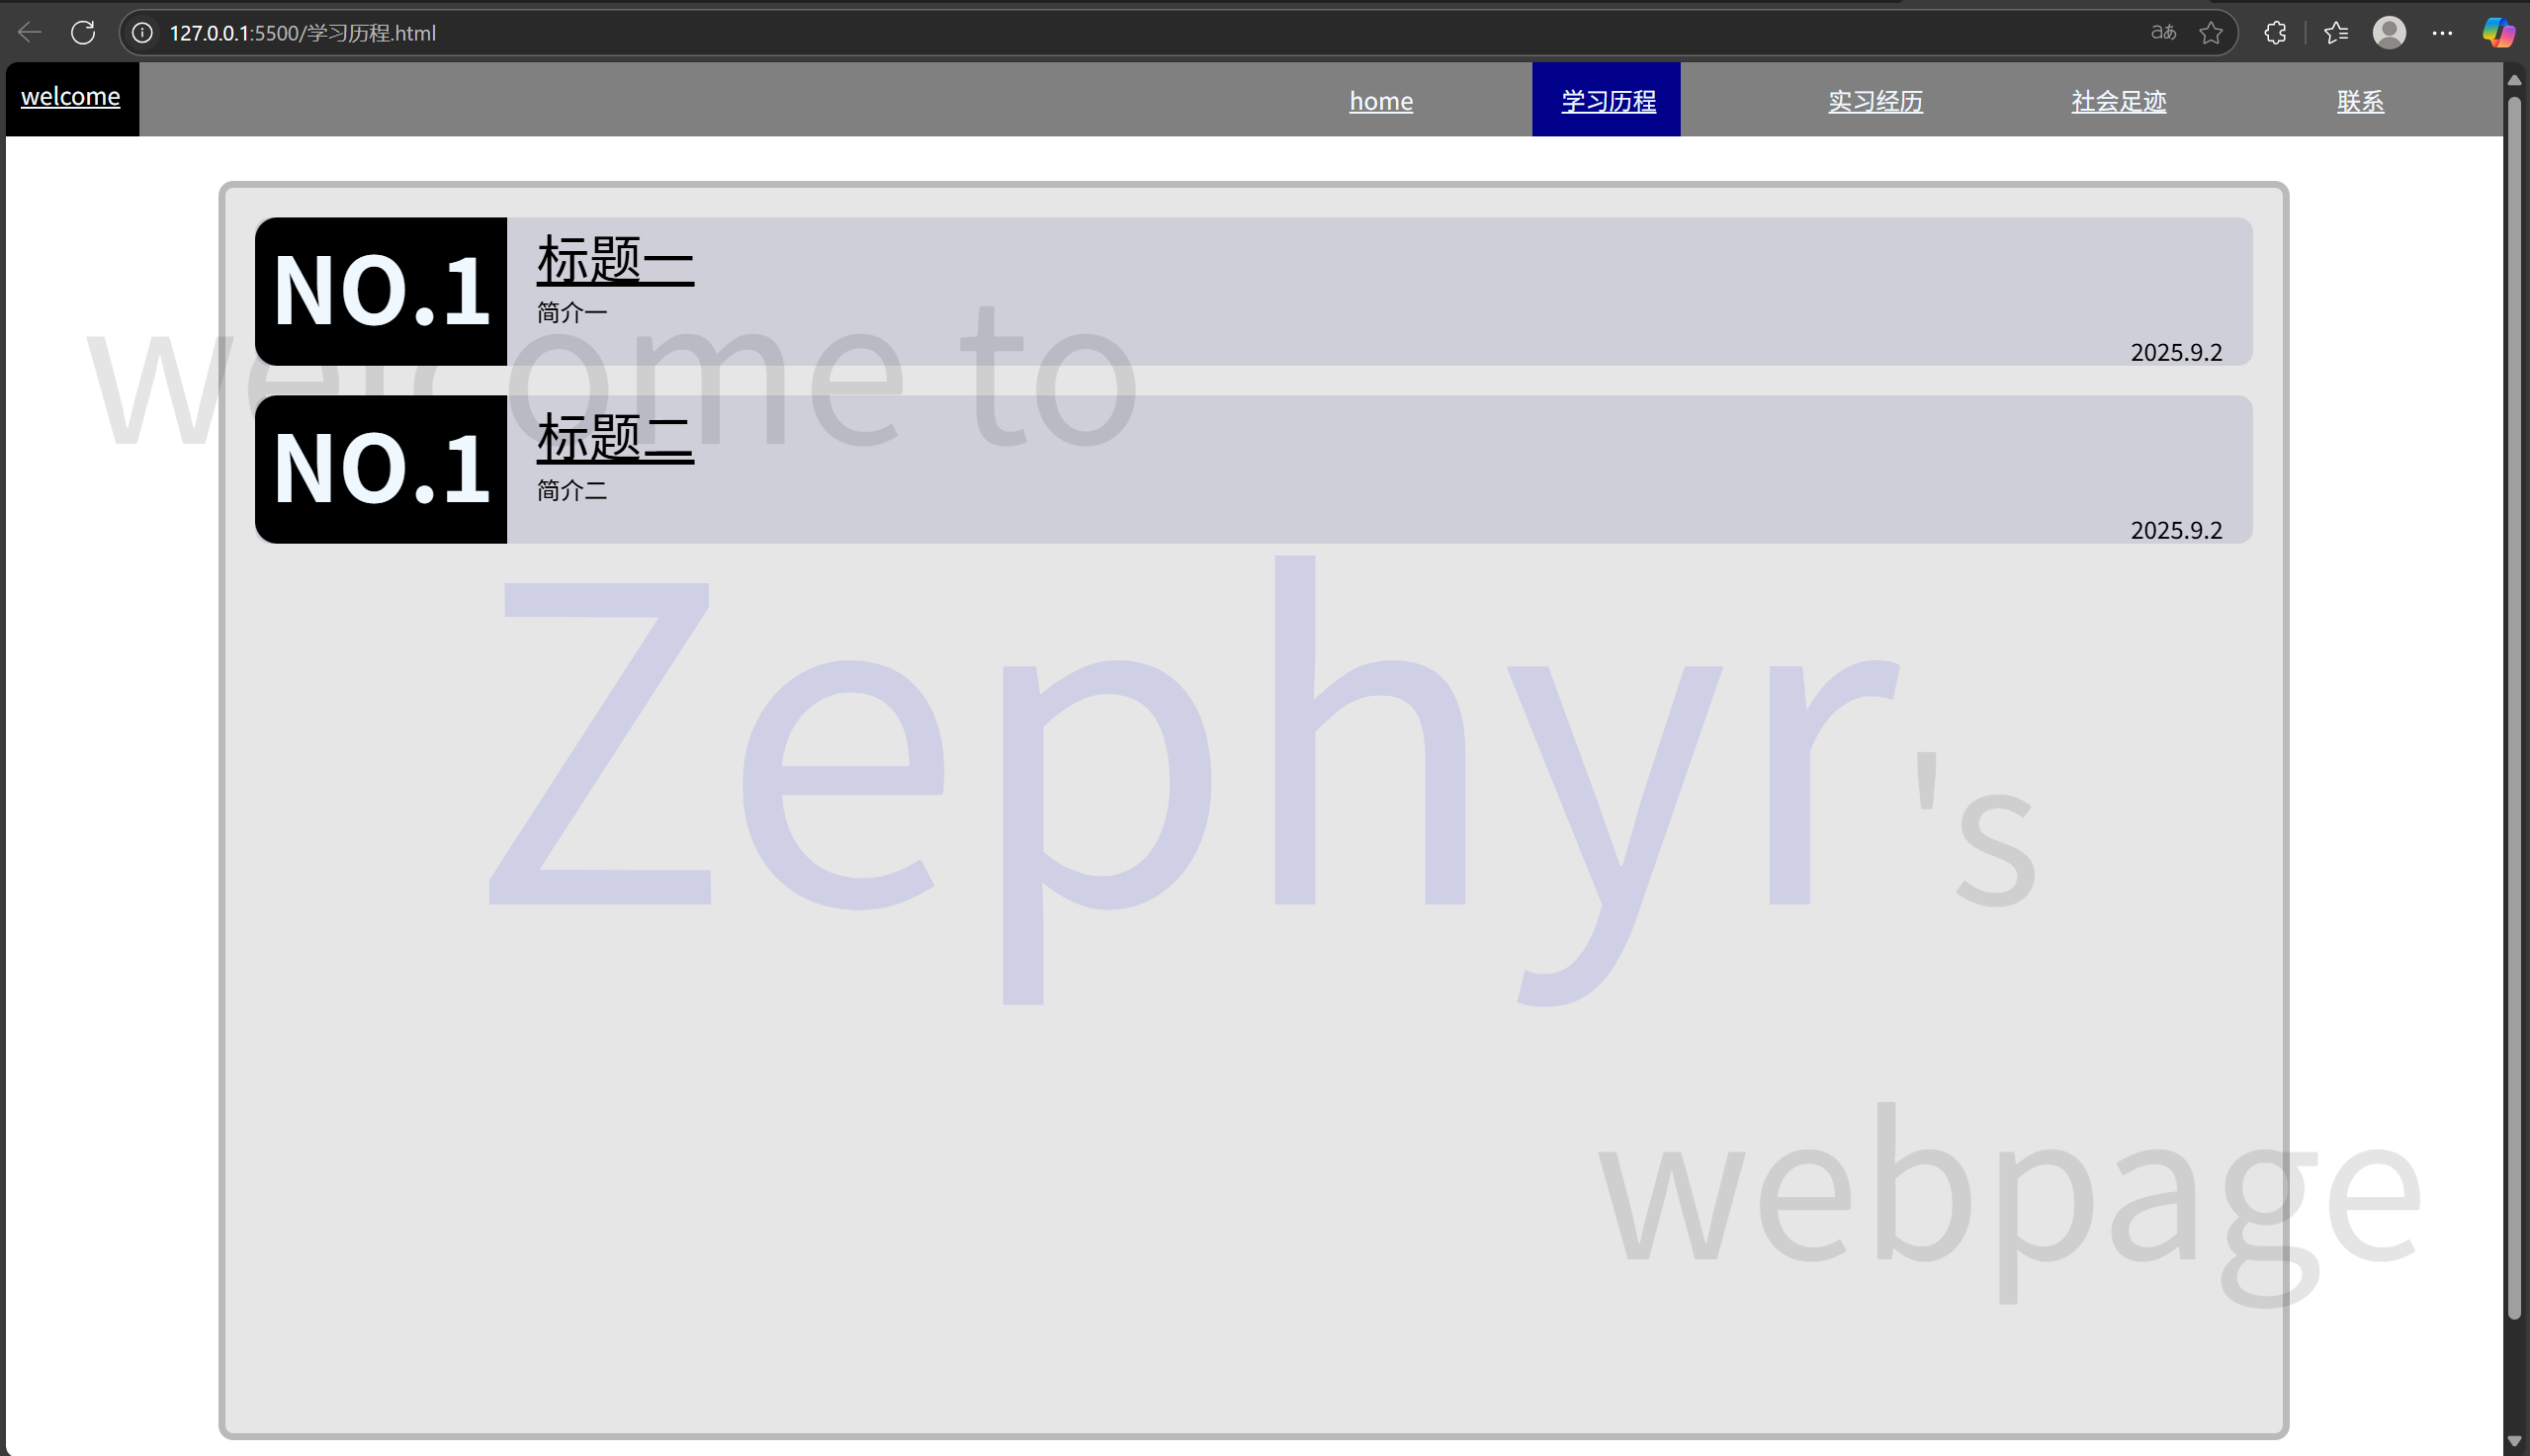 127.0.0.1:5500/学习历程.html
welcome home 学习历程 实习经历 社会足迹 联系
NO.1 标题一
简介一
2025.9.2
welcome to
NO.1 标题二
简介二
2025.9.2
Zephyr's
webpage